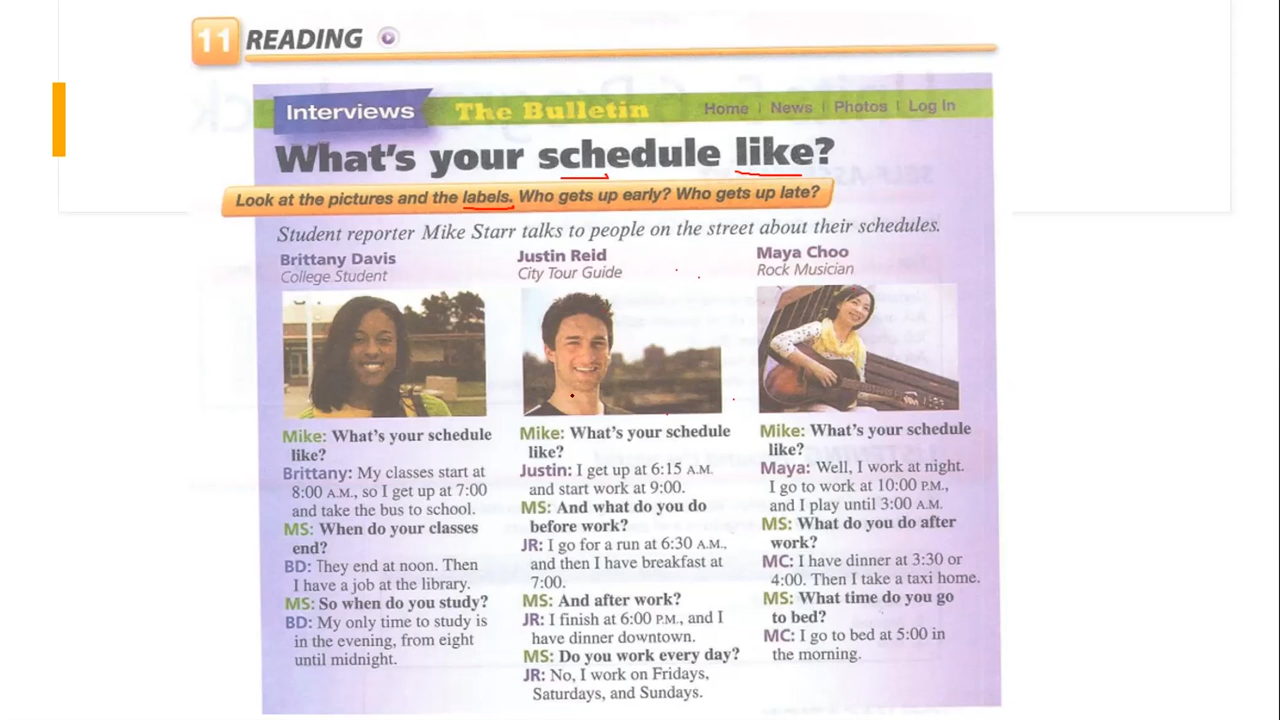 11 READING
Interviews The Bulletin Home | News | Photos | Log In
What's your schedule like?
Look at the pictures and the labels. Who gets up early? Who gets up late?
Student reporter Mike Starr talks to people on the street about their schedules.
Brittany Davis
College Student
Mike: What's your schedule
like?
Brittany: My classes start at
8:00 A.M., so I get up at 7:00
and take the bus to school.
MS: When do your classes
end?
BD: They end at noon. Then
I have a job at the library.
MS: So when do you study?
BD: My only time to study is
in the evening, from eight
until midnight.
Justin Reid
City Tour Guide
Mike: What's your schedule
like?
Justin: I get up at 6:15 A.M.
and start work at 9:00.
MS: And what do you do
before work?
JR: I go for a run at 6:30 A.M.,
and then I have breakfast at
7:00.
MS: And after work?
JR: I finish at 6:00 P.M., and I
have dinner downtown.
MS: Do you work every day?
JR: No, I work on Fridays,
Saturdays, and Sundays.
Maya Choo
Rock Musician
Mike: What's your schedule
like?
Maya: Well, I work at night.
I go to work at 10:00 P.M.,
and I play until 3:00 A.M.
MS: What do you do after
work?
MC: I have dinner at 3:30 or
4:00. Then I take a taxi home.
MS: What time do you go
to bed?
MC: I go to bed at 5:00 in
the morning.